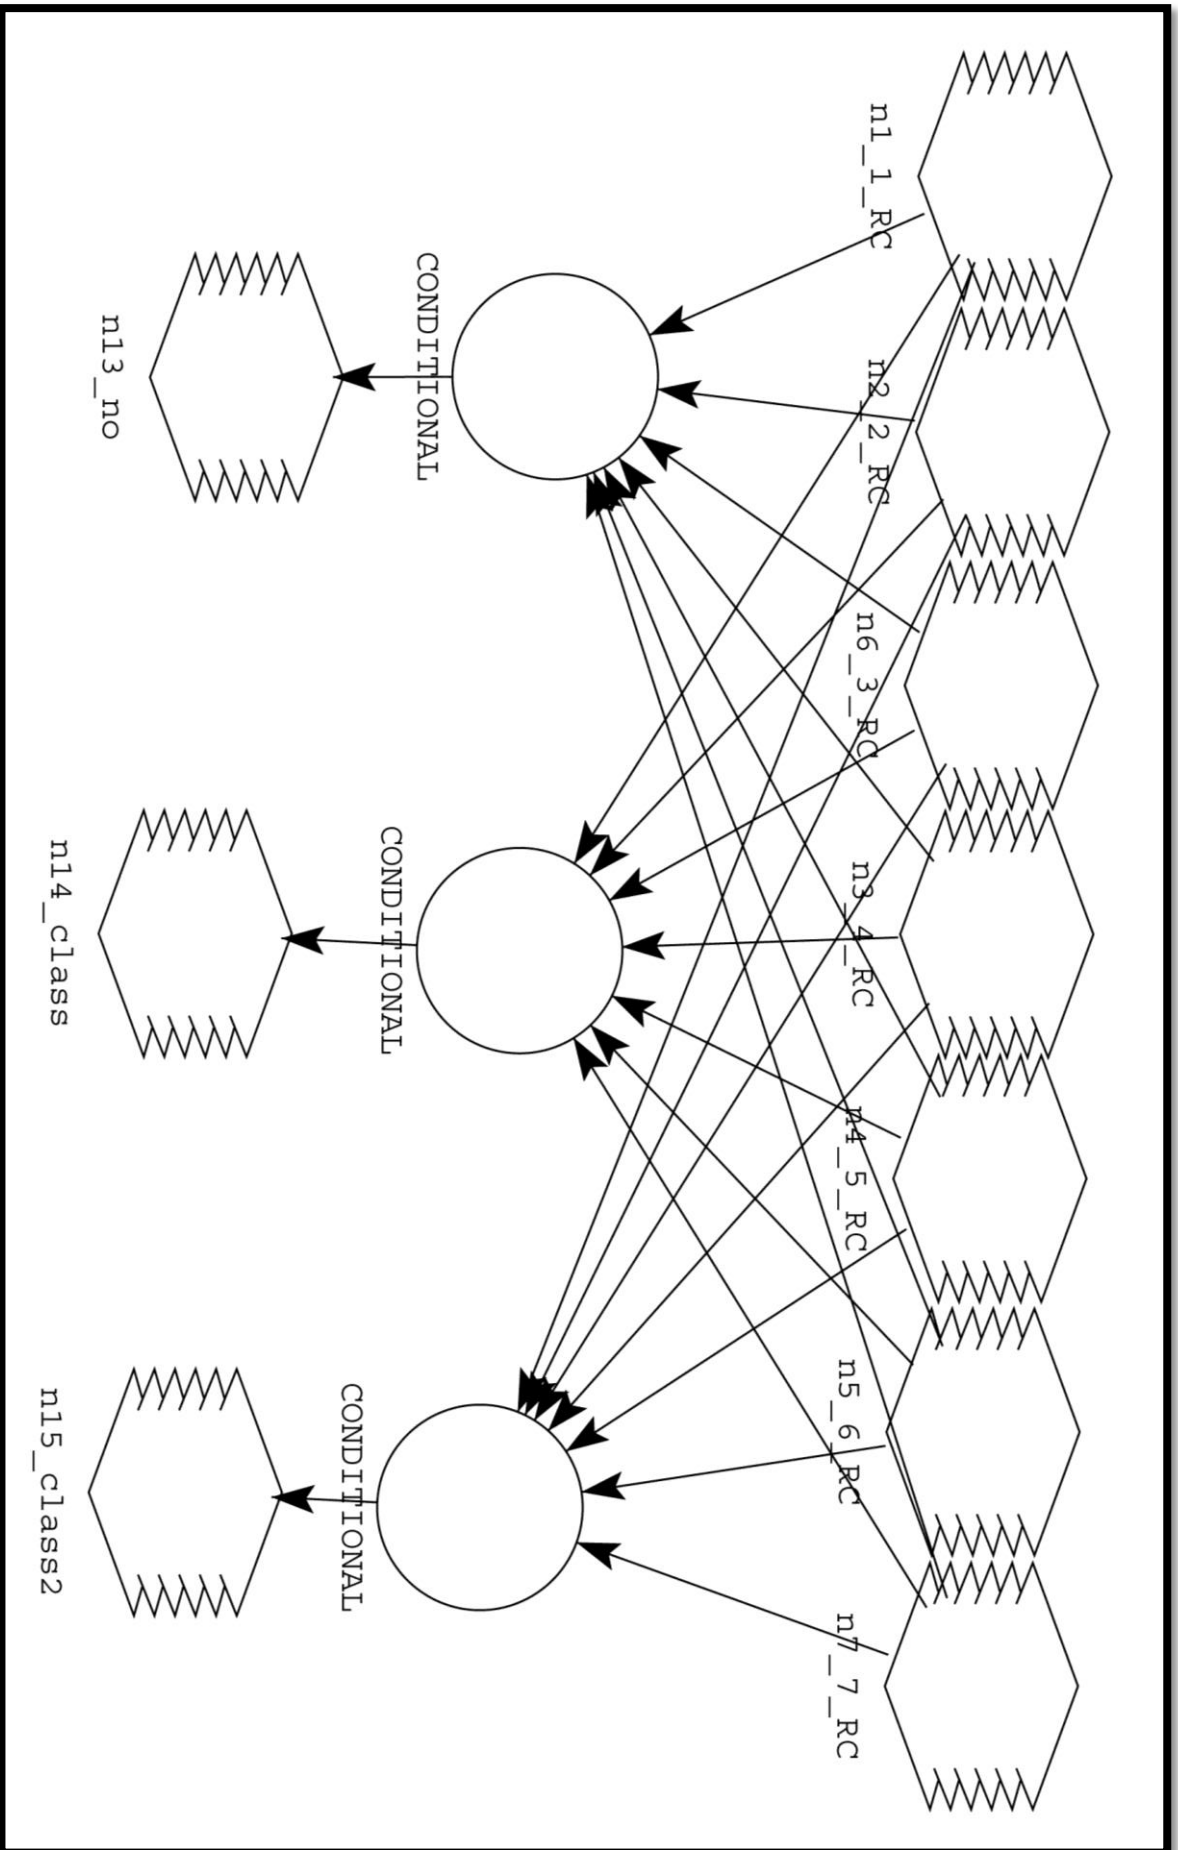 n1_1_RC
n2_2_RC
n6_3_RC
n3_4_RC
n4_5_RC
n5_6_RC
n7_7_RC
CONDITIONAL
CONDITIONAL
CONDITIONAL
n13_no
n14_class
n15_class2